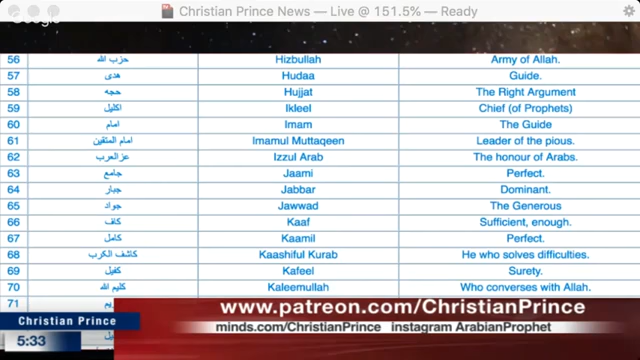 Christian Prince News — Live @ 151.5% — Ready
56 حزب الله Hizbullah Army of Allah.
57 هدى Hudaa Guide.
58 حجه Hujjat The Right Argument
59 اكليل Ikleel Chief (of Prophets)
60 امام Imam The Guide
61 امام المتقين Imamul Muttaqeen Leader of the pious.
62 عز العرب Izzul Arab The honour of Arabs.
63 جامع Jaami Perfect.
64 جبار Jabbar Dominant.
65 جواد Jawwad The Generous
66 كاف Kaaf Sufficient, enough.
67 كامل Kaamil Perfect.
68 كاشف الكرب Kaashiful Kurab He who solves difficulties.
69 كفيل Kafeel Surety.
70 كليم الله Kaleemullah Who converses with Allah.
71
www.patreon.com/ChristianPrince
Christian Prince
minds.com/ChristianPrince instagram ArabianProphet
5:33